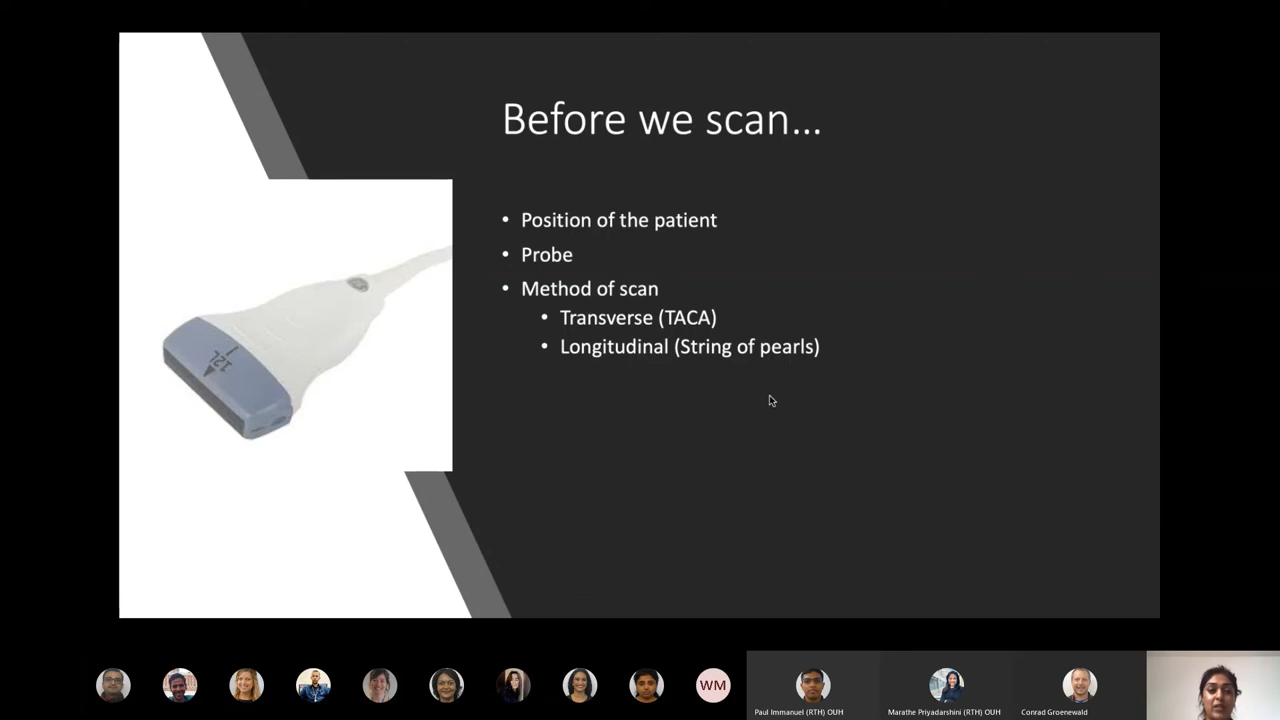 Before we scan...
• Position of the patient
• Probe
• Method of scan
• Transverse (TACA)
• Longitudinal (String of pearls)
12L
WM
Paul Immanuel (RTH) OUH
Marathe Priyadarshini (RTH) OUH
Conrad Groenewald